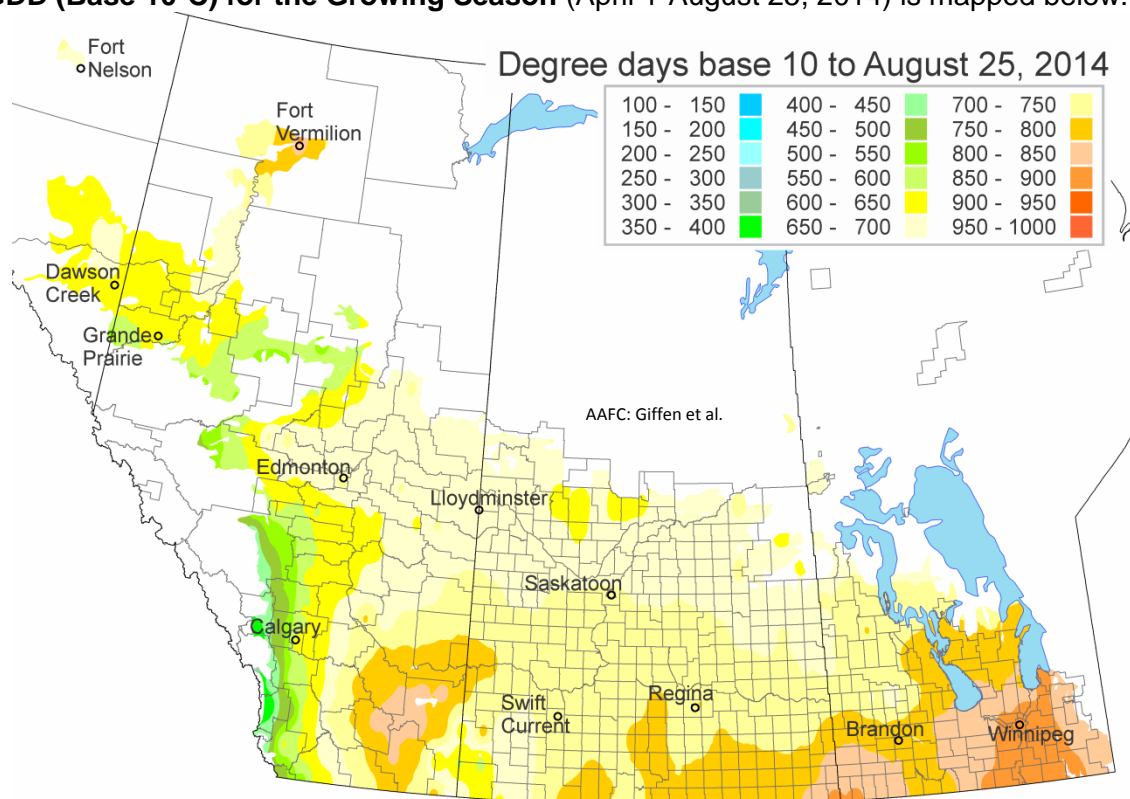 (Base 10°C) for the Growing Season (April 1-August 25, 2014) is mapped below.
Degree days base 10 to August 25, 2014
100 - 150 400 - 450 700 - 750
150 - 200 450 - 500 750 - 800
200 - 250 500 - 550 800 - 850
250 - 300 550 - 600 850 - 900
300 - 350 600 - 650 900 - 950
350 - 400 650 - 700 950 - 1000
Fort
Nelson
Fort
Vermilion
Dawson
Creek
Grande
Prairie
AAFC: Giffen et al.
Edmonton
Lloydminster
Saskatoon
Calgary
Swift
Current
Regina
Brandon
Winnipeg